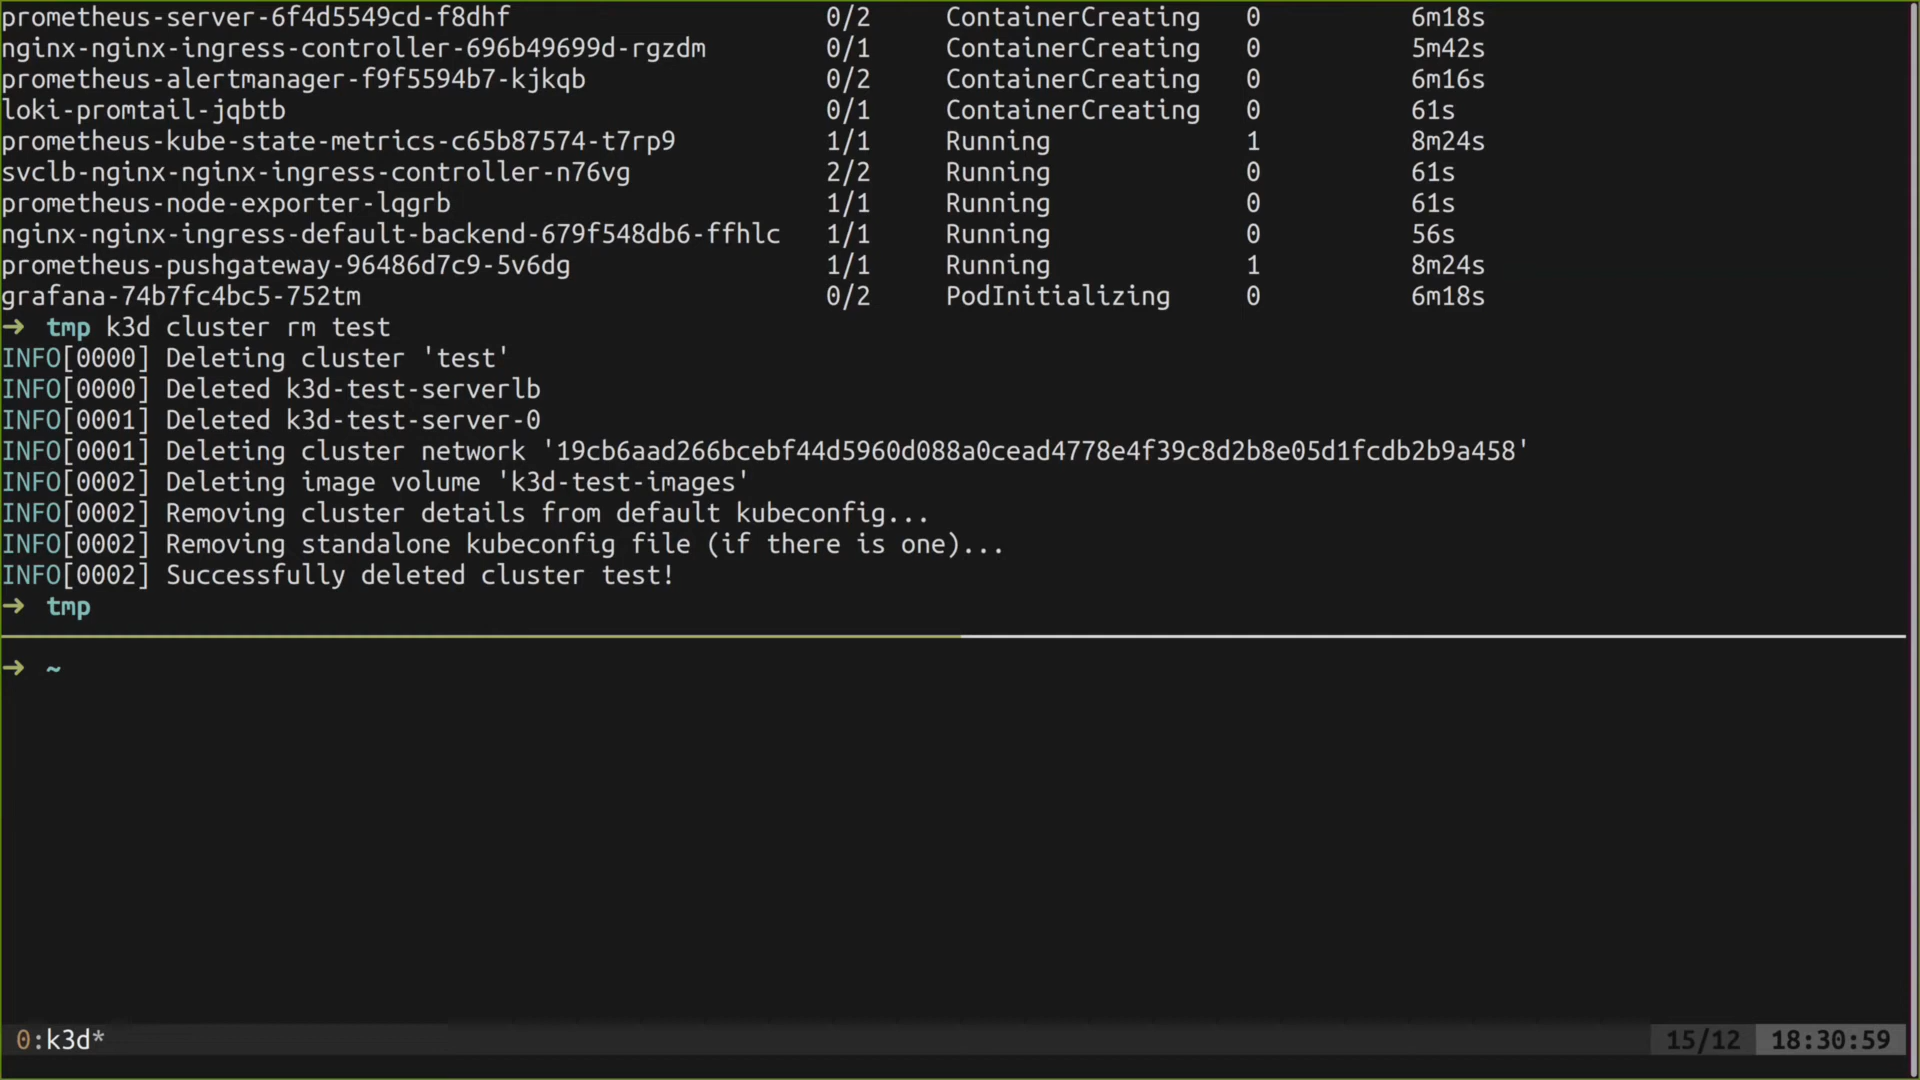 prometheus-server-6f4d5549cd-f8dhf 0/2 ContainerCreating 0 6m18s
nginx-nginx-ingress-controller-696b49699d-rgzdm 0/1 ContainerCreating 0 5m42s
prometheus-alertmanager-f9f5594b7-kjkqb 0/2 ContainerCreating 0 6m16s
loki-promtail-jqbtb 0/1 ContainerCreating 0 61s
prometheus-kube-state-metrics-c65b87574-t7rp9 1/1 Running 1 8m24s
svclb-nginx-nginx-ingress-controller-n76vg 2/2 Running 0 61s
prometheus-node-exporter-lqgrb 1/1 Running 0 61s
nginx-nginx-ingress-default-backend-679f548db6-ffhlc 1/1 Running 0 56s
prometheus-pushgateway-96486d7c9-5v6dg 1/1 Running 1 8m24s
grafana-74b7fc4bc5-752tm 0/2 PodInitializing 0 6m18s
➜ tmp k3d cluster rm test
INFO[0000] Deleting cluster 'test'
INFO[0000] Deleted k3d-test-serverlb
INFO[0001] Deleted k3d-test-server-0
INFO[0001] Deleting cluster network '19cb6aad266bcebf44d5960d088a0cead4778e4f39c8d2b8e05d1fcdb2b9a458'
INFO[0002] Deleting image volume 'k3d-test-images'
INFO[0002] Removing cluster details from default kubeconfig...
INFO[0002] Removing standalone kubeconfig file (if there is one)...
INFO[0002] Successfully deleted cluster test!
➜ tmp
➜ ~
0:k3d* 15/12 18:30:59